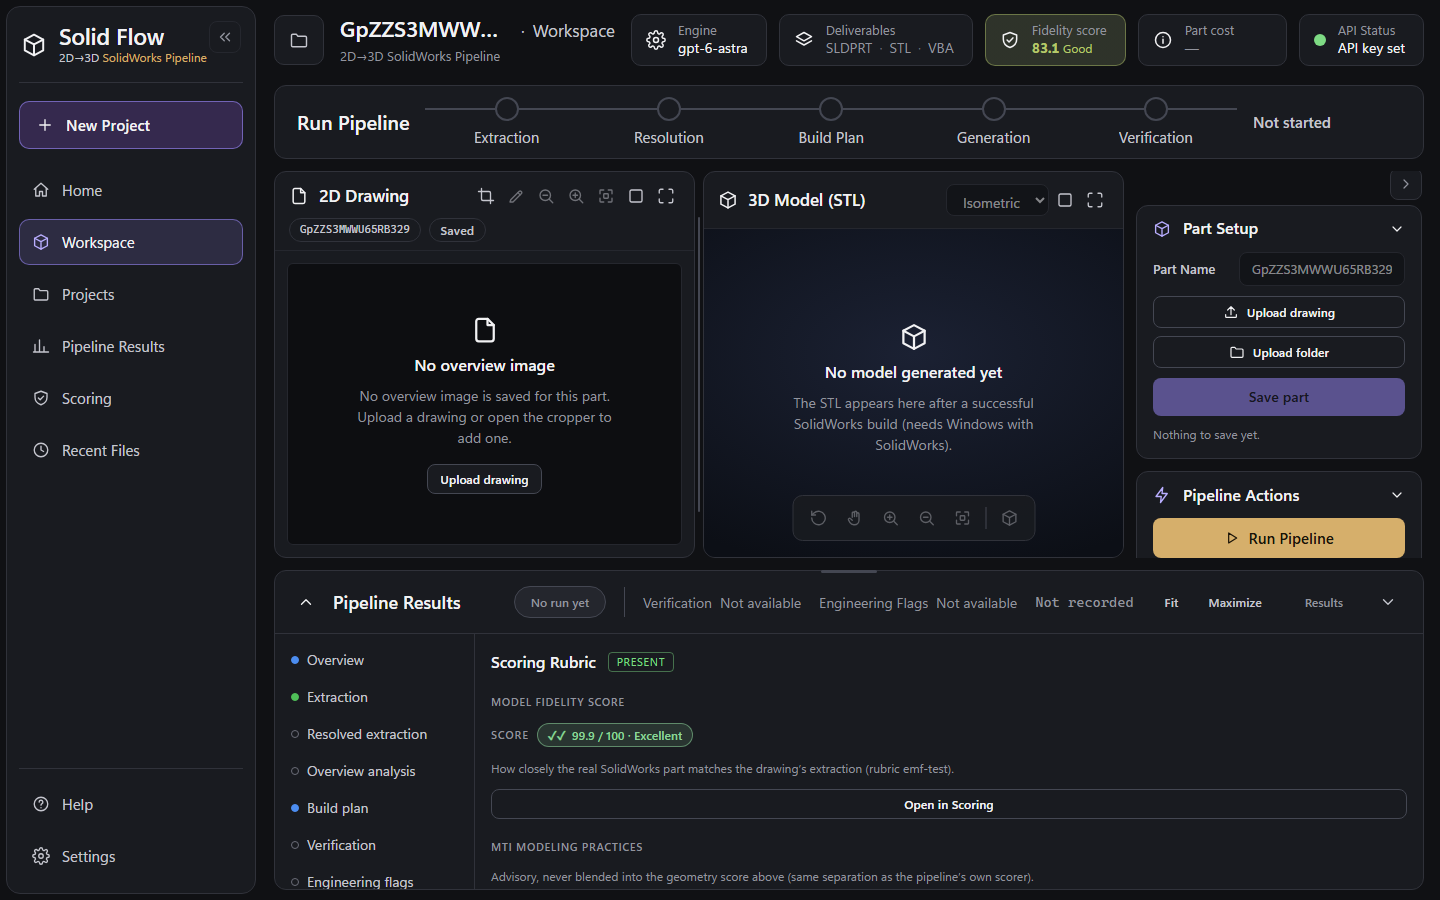 Solid Flow
2D→3D SolidWorks Pipeline
New Project
Home
Workspace
Projects
Pipeline Results
Scoring
Recent Files
Help
Settings
GpZZS3MWW...
· Workspace
2D→3D SolidWorks Pipeline
Engine
gpt-6-astra
Deliverables
SLDPRT · STL · VBA
Fidelity score
83.1 Good
Part cost
—
API Status
API key set
Run Pipeline
Extraction
Resolution
Build Plan
Generation
Verification
Not started
2D Drawing
GpZZS3MWWU65RB329
Saved
No overview image
No overview image is saved for this part.
Upload a drawing or open the cropper to
add one.
Upload drawing
3D Model (STL)
Isometric
No model generated yet
The STL appears here after a successful
SolidWorks build (needs Windows with
SolidWorks).
Part Setup
Part Name
GpZZS3MWWU65RB329
Upload drawing
Upload folder
Save part
Nothing to save yet.
Pipeline Actions
Run Pipeline
Pipeline Results
No run yet
Verification Not available
Engineering Flags Not available
Not recorded
Fit
Maximize
Results
Overview
Extraction
Resolved extraction
Overview analysis
Build plan
Verification
Engineering flags
Scoring Rubric
PRESENT
MODEL FIDELITY SCORE
SCORE
✓✓ 99.9 / 100 · Excellent
How closely the real SolidWorks part matches the drawing's extraction (rubric emf-test).
Open in Scoring
MTI MODELING PRACTICES
Advisory, never blended into the geometry score above (same separation as the pipeline's own scorer).